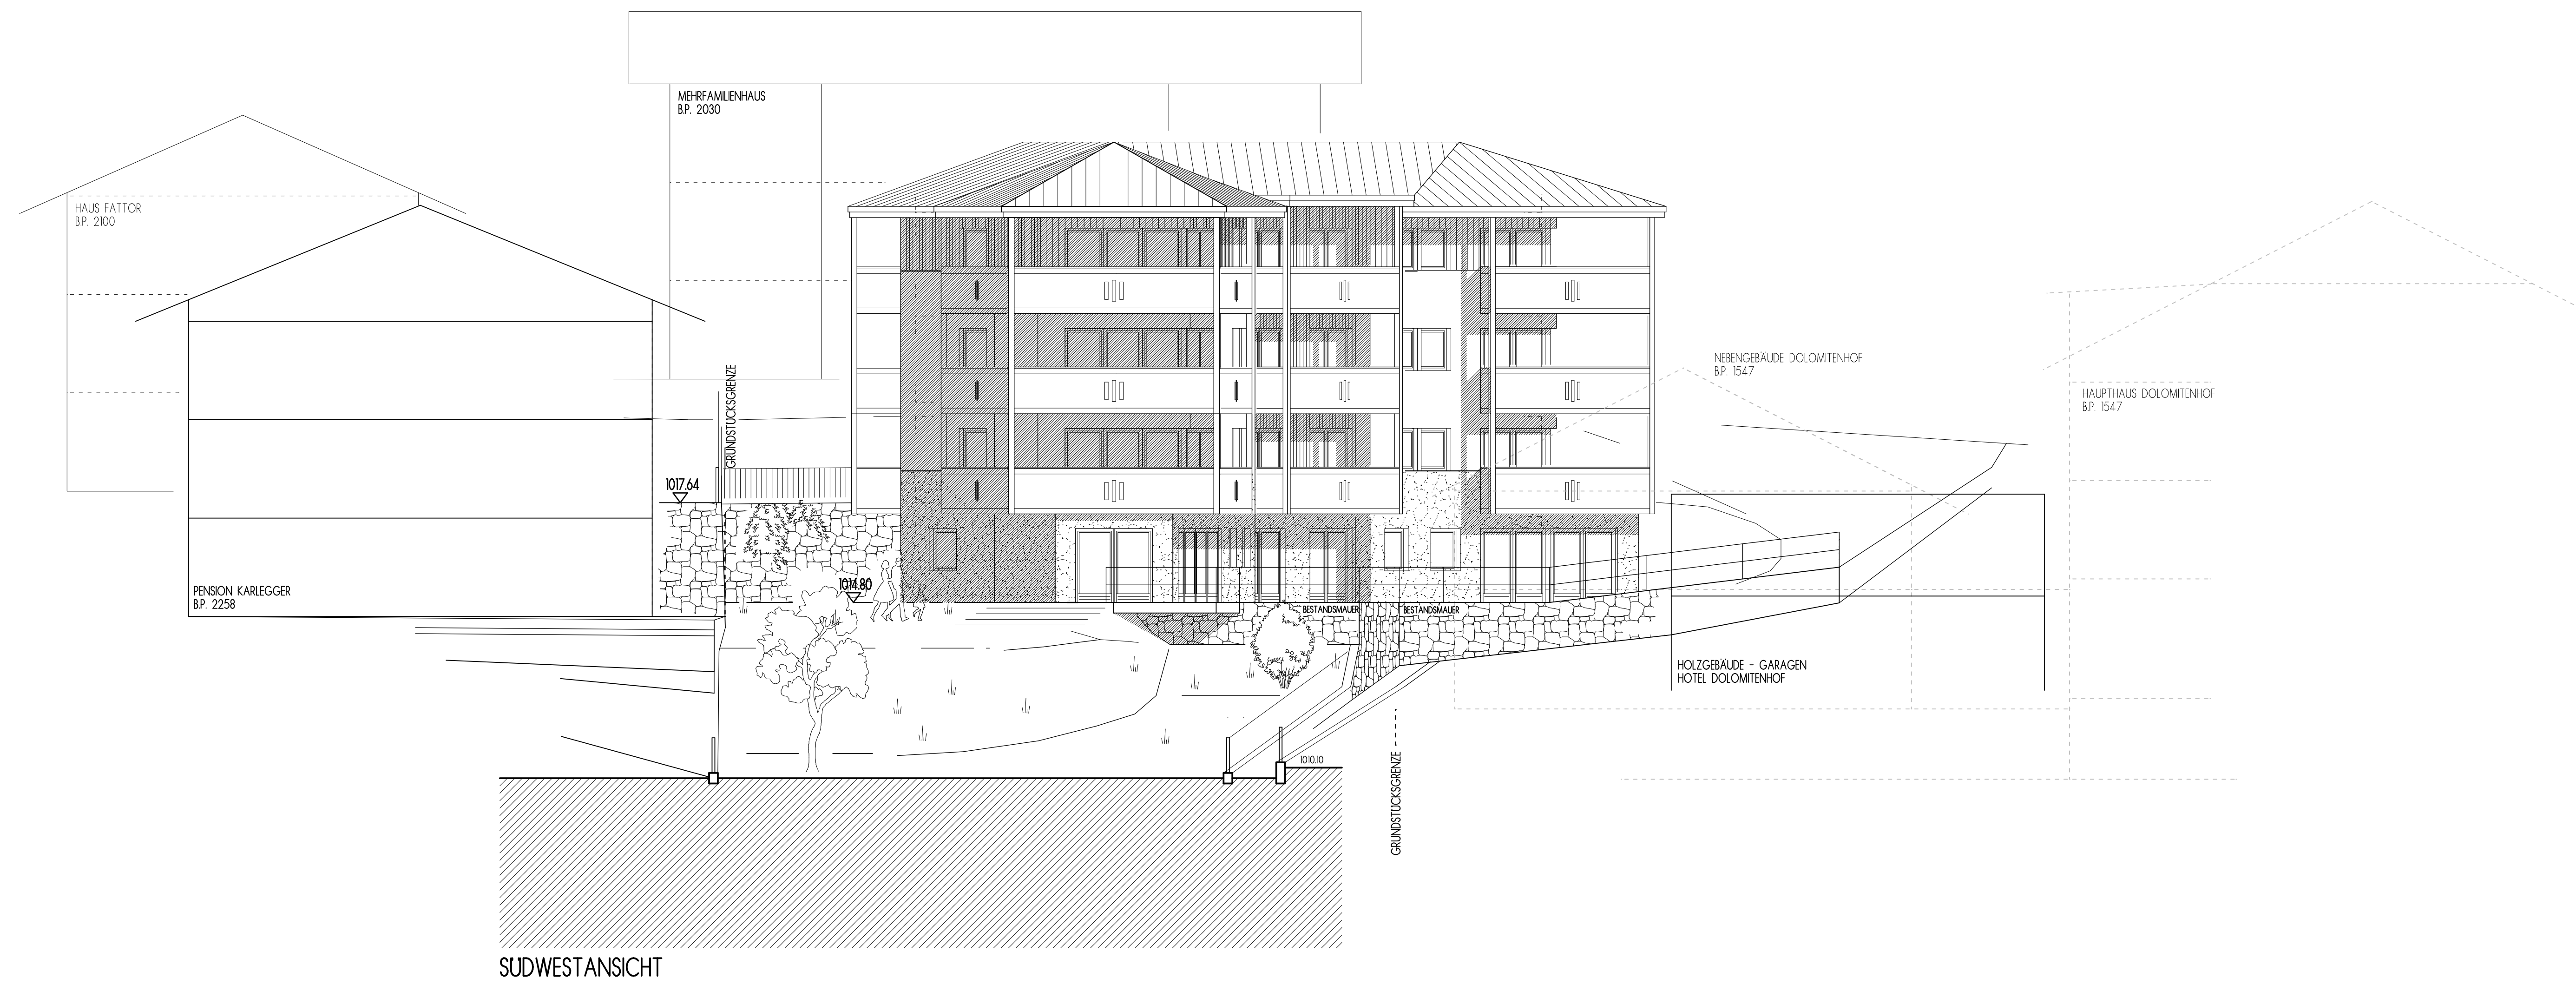 MEHRFAMILIENHAUS
B.P. 2030
HAUS FATTOR
B.P. 2100
NEBENGEBÄUDE DOLOMITENHOF
B.P. 1547
HAUPTHAUS DOLOMITENHOF
B.P. 1547
GRUNDSTÜCKSGRENZE
1017.64
1014.80
PENSION KARLEGGER
B.P. 2258
BESTANDSMAUER
BESTANDSMAUER
HOLZGEBÄUDE - GARAGEN
HOTEL DOLOMITENHOF
1010.10
GRUNDSTÜCKSGRENZE
SÜDWESTANSICHT